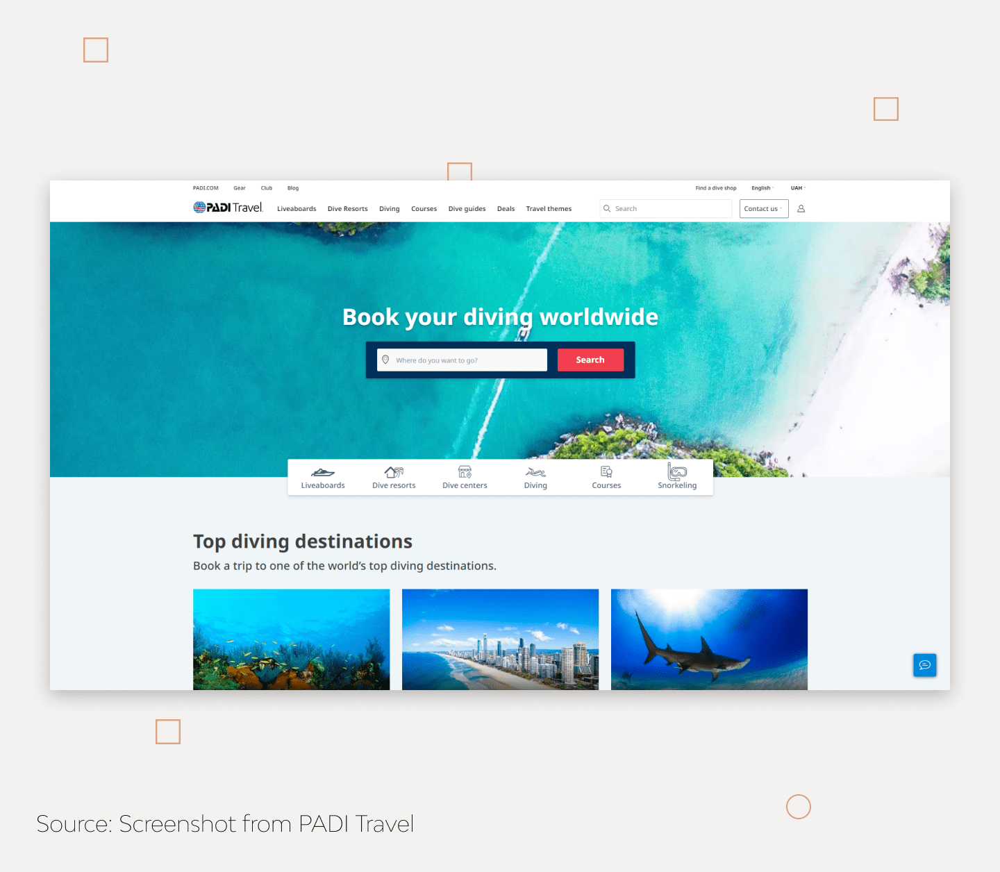 PADI.COM Gear Club Blog Find a dive shop English UAH
PADI Travel Liveaboards Dive Resorts Diving Courses Dive guides Deals Travel themes Search Contact us
Book your diving worldwide
Where do you want to go? Search
Liveaboards Dive resorts Dive centers Diving Courses Snorkeling
Top diving destinations
Book a trip to one of the world's top diving destinations.
Source: Screenshot from PADI Travel